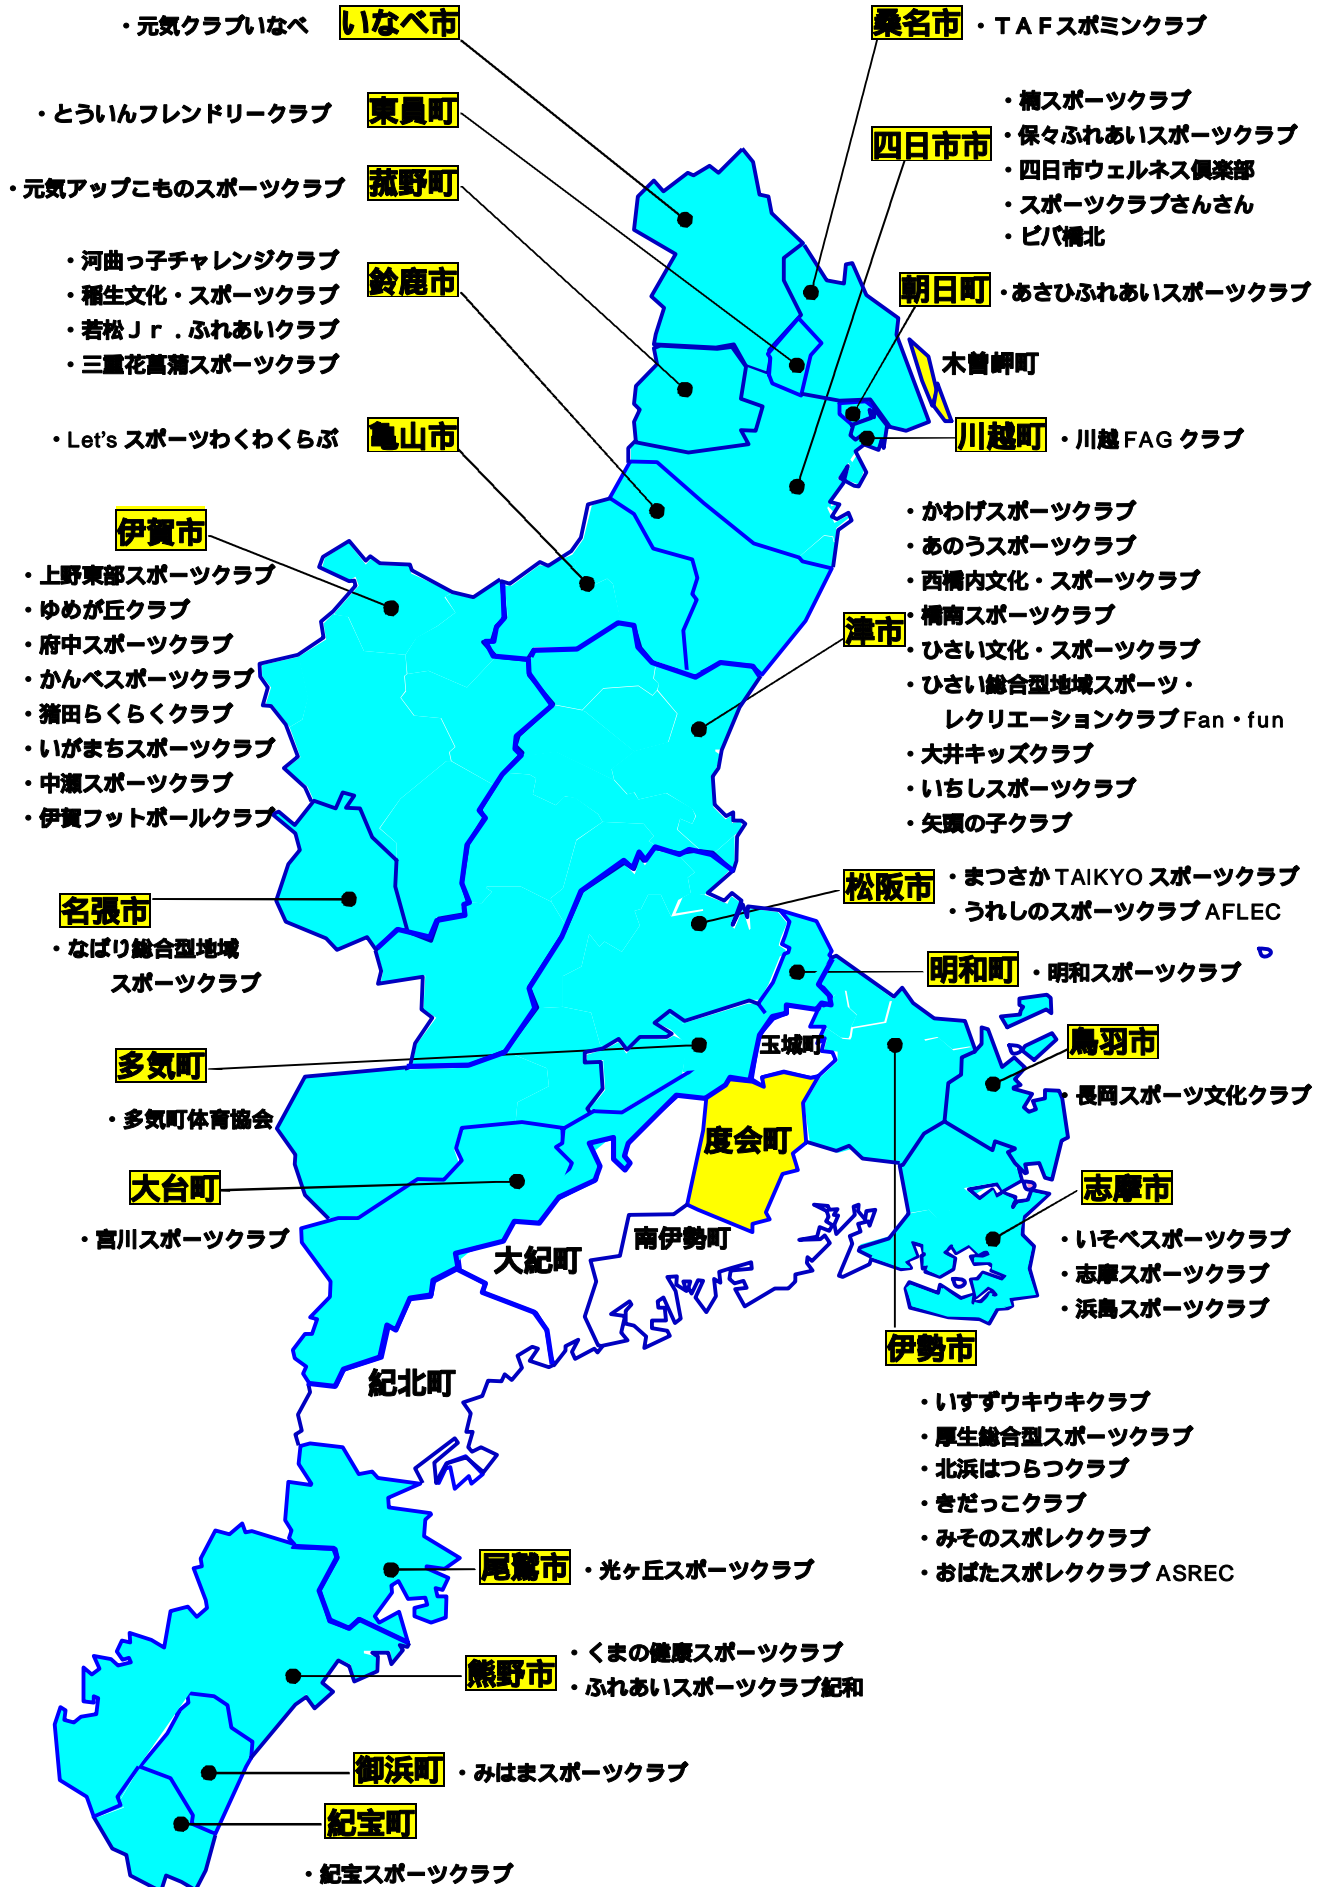 ・元気クラブいなべ
いなべ市
桑名市
・ＴＡＦスポミンクラブ
・とういんフレンドリークラブ
東員町
四日市市
・楠スポーツクラブ
・保々ふれあいスポーツクラブ
・四日市ウェルネス倶楽部
・スポーツクラブさんさん
・ビバ橋北
・元気アップこものスポーツクラブ
菰野町
・河曲っ子チャレンジクラブ
・稲生文化・スポーツクラブ
・若松Ｊｒ．ふれあいクラブ
・三重花菖蒲スポーツクラブ
鈴鹿市
朝日町
・あさひふれあいスポーツクラブ
木曽岬町
・Let's スポーツわくわくらぶ
亀山市
川越町
・川越 FAG クラブ
伊賀市
・上野東部スポーツクラブ
・ゆめが丘クラブ
・府中スポーツクラブ
・かんべスポーツクラブ
・猪田らくらくクラブ
・いがまちスポーツクラブ
・中瀬スポーツクラブ
・伊賀フットボールクラブ
津市
・かわげスポーツクラブ
・あのうスポーツクラブ
・西橋内文化・スポーツクラブ
・橋南スポーツクラブ
・ひさい文化・スポーツクラブ
・ひさい総合型地域スポーツ・
レクリエーションクラブ Fan・fun
・大井キッズクラブ
・いちしスポーツクラブ
・矢頭の子クラブ
松阪市
・まつさか TAIKYO スポーツクラブ
・うれしのスポーツクラブ AFLEC
名張市
・なばり総合型地域
スポーツクラブ
明和町
・明和スポーツクラブ
多気町
・多気町体育協会
玉城町
鳥羽市
・長岡スポーツ文化クラブ
度会町
大台町
・宮川スポーツクラブ
志摩市
・いそべスポーツクラブ
・志摩スポーツクラブ
・浜島スポーツクラブ
南伊勢町
大紀町
伊勢市
・いすずウキウキクラブ
・厚生総合型スポーツクラブ
・北浜はつらつクラブ
・きだっこクラブ
・みそのスポレククラブ
・おばたスポレククラブ ASREC
紀北町
尾鷲市
・光ヶ丘スポーツクラブ
熊野市
・くまの健康スポーツクラブ
・ふれあいスポーツクラブ紀和
御浜町
・みはまスポーツクラブ
紀宝町
・紀宝スポーツクラブ